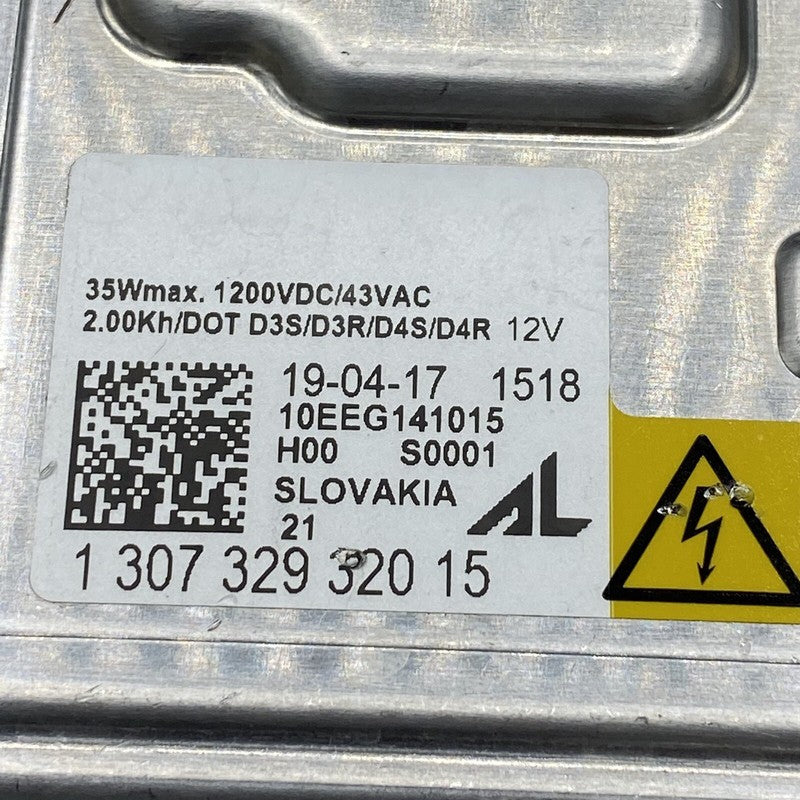 35Wmax. 1200VDC/43VAC
2.00Kh/DOT D3S/D3R/D4S/D4R 12V
19-04-17 1518
10EEG141015
H00 S0001
SLOVAKIA AL
21
1 307 329 320 15